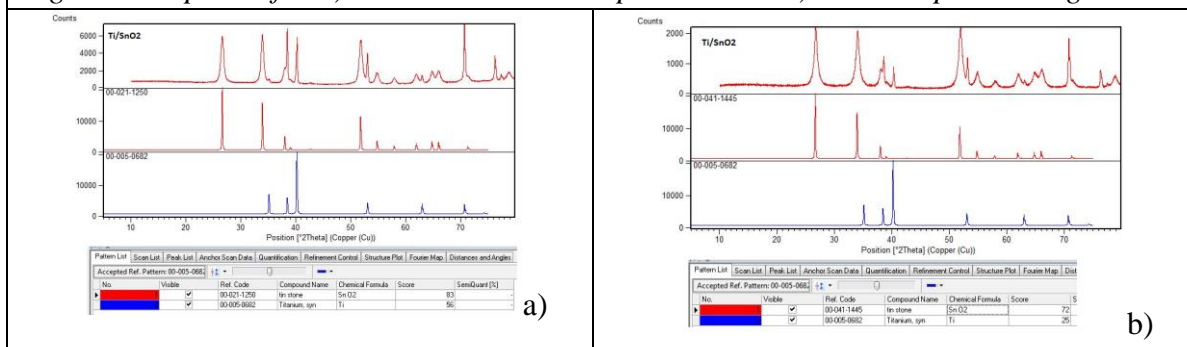 Counts
Ti/SnO2
6000
4000
2000
0
00-021-1250
10000
0
00-005-0682
10000
0
10 20 30 40 50 60 70
Position [°2Theta] (Copper (Cu))
Pattern List Scan List Peak List Anchor Scan Data Quantification Refinement Control Structure Plot Fourier Map Distances and Angles
Accepted Ref. Pattern: 00-005-0682
No. Visible Ref. Code Compound Name Chemical Formula Score SemiQuant [%]
00-021-1250 tin stone Sn O2 83 -
00-005-0682 Titanium, syn Ti 56 -
a)
Counts
Ti/SnO2
2000
1000
0
00-041-1445
10000
0
00-005-0682
10000
0
10 20 30 40 50 60 70
Position [°2Theta] (Copper (Cu))
Pattern List Scan List Peak List Anchor Scan Data Quantification Refinement Control Structure Plot Fourier Map Dist
Accepted Ref. Pattern: 00-005-0682
No. Visible Ref. Code Compound Name Chemical Formula Score S
00-041-1445 tin stone Sn O2 72
00-005-0682 Titanium, syn Ti 25
b)